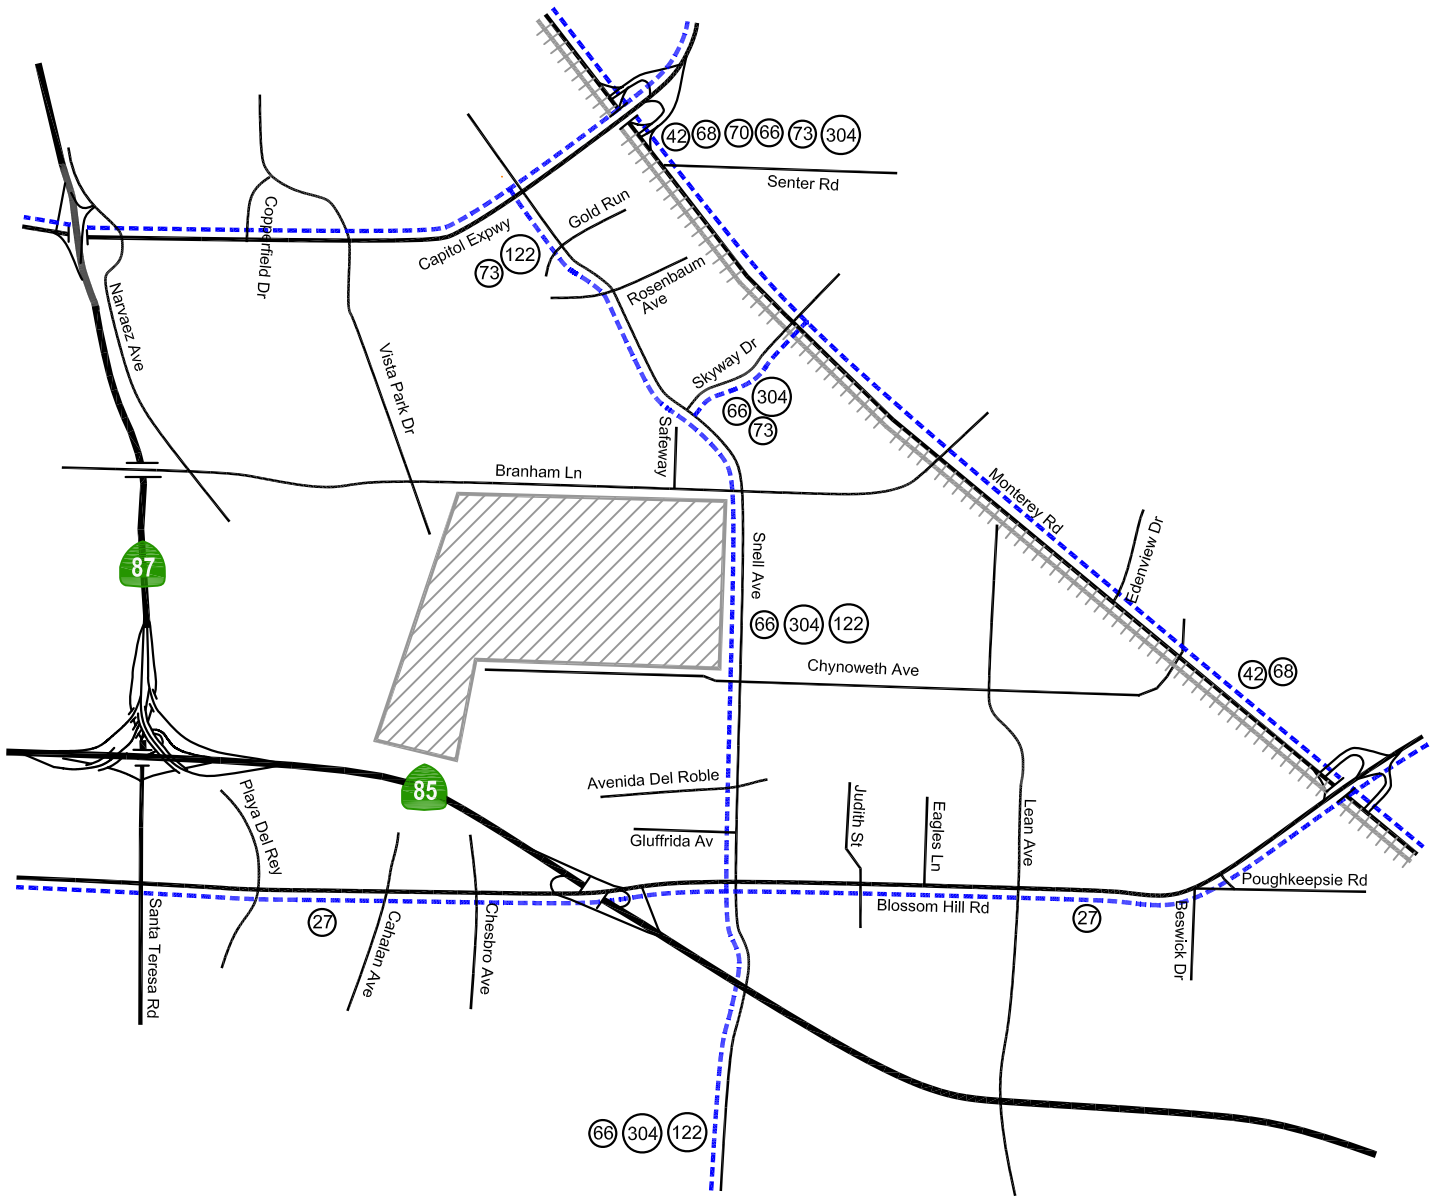 42 68 70 66 73 304
Senter Rd
Gold Run
Copperfield Dr
Capitol Expwy
122
73
Rosenbaum
Ave
Narvaez Ave
Vista Park Dr
Skyway Dr
304
66
73
Safeway
Branham Ln
Monterey Rd
Edenview Dr
Snell Ave
87
66 304 122
Chynoweth Ave
42 68
85
Avenida Del Roble
Playa Del Rey
Judith St
Eagles Ln
Lean Ave
Gluffrida Av
Poughkeepsie Rd
Blossom Hill Rd
27
27
Santa Teresa Rd
Cahalan Ave
Chesbro Ave
Beswick Dr
66 304 122